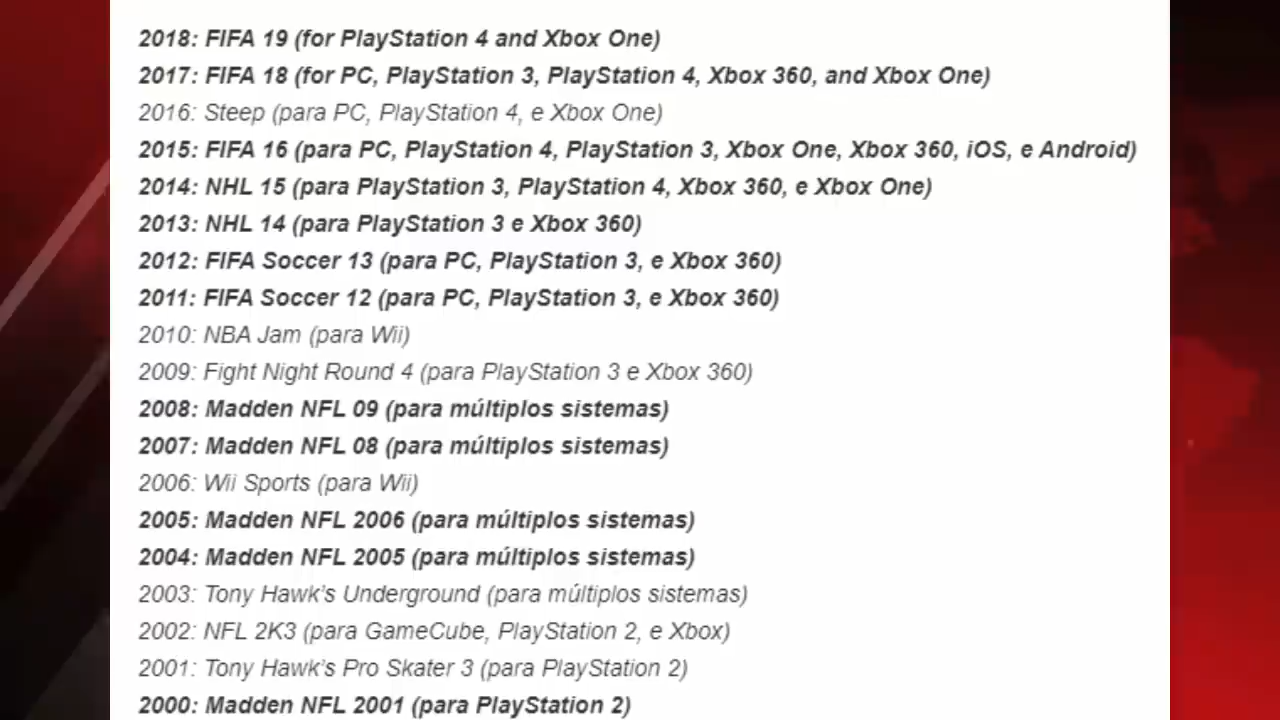 2018: FIFA 19 (for PlayStation 4 and Xbox One)
2017: FIFA 18 (for PC, PlayStation 3, PlayStation 4, Xbox 360, and Xbox One)
2016: Steep (para PC, PlayStation 4, e Xbox One)
2015: FIFA 16 (para PC, PlayStation 4, PlayStation 3, Xbox One, Xbox 360, iOS, e Android)
2014: NHL 15 (para PlayStation 3, PlayStation 4, Xbox 360, e Xbox One)
2013: NHL 14 (para PlayStation 3 e Xbox 360)
2012: FIFA Soccer 13 (para PC, PlayStation 3, e Xbox 360)
2011: FIFA Soccer 12 (para PC, PlayStation 3, e Xbox 360)
2010: NBA Jam (para Wii)
2009: Fight Night Round 4 (para PlayStation 3 e Xbox 360)
2008: Madden NFL 09 (para múltiplos sistemas)
2007: Madden NFL 08 (para múltiplos sistemas)
2006: Wii Sports (para Wii)
2005: Madden NFL 2006 (para múltiplos sistemas)
2004: Madden NFL 2005 (para múltiplos sistemas)
2003: Tony Hawk’s Underground (para múltiplos sistemas)
2002: NFL 2K3 (para GameCube, PlayStation 2, e Xbox)
2001: Tony Hawk’s Pro Skater 3 (para PlayStation 2)
2000: Madden NFL 2001 (para PlayStation 2)